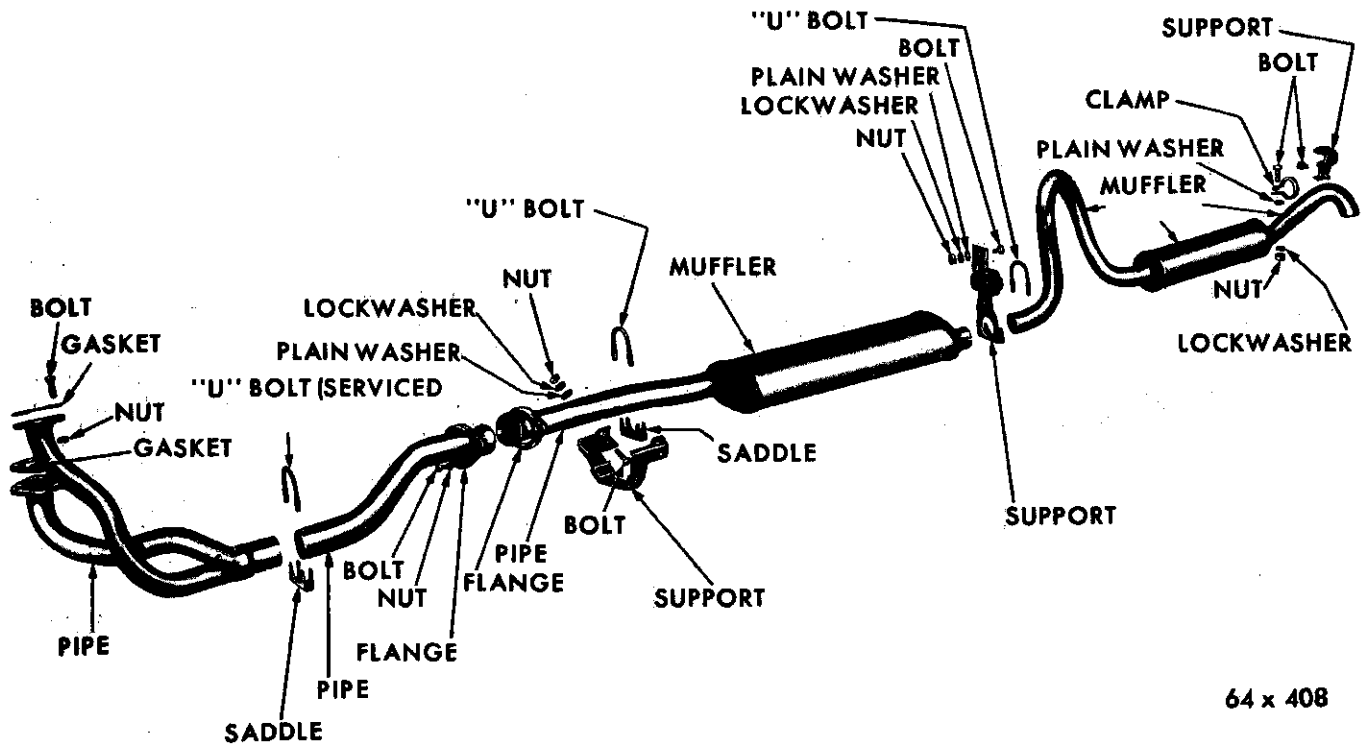 "U" BOLT
SUPPORT
BOLT
BOLT
PLAIN WASHER
CLAMP
LOCKWASHER
NUT
PLAIN WASHER
MUFFLER
"U" BOLT
MUFFLER
NUT
NUT
BOLT
LOCKWASHER
LOCKWASHER
GASKET
PLAIN WASHER
"U" BOLT (SERVICED
NUT
GASKET
SADDLE
SUPPORT
BOLT
PIPE
BOLT
FLANGE
NUT
SUPPORT
PIPE
FLANGE
PIPE
64 x 408
SADDLE